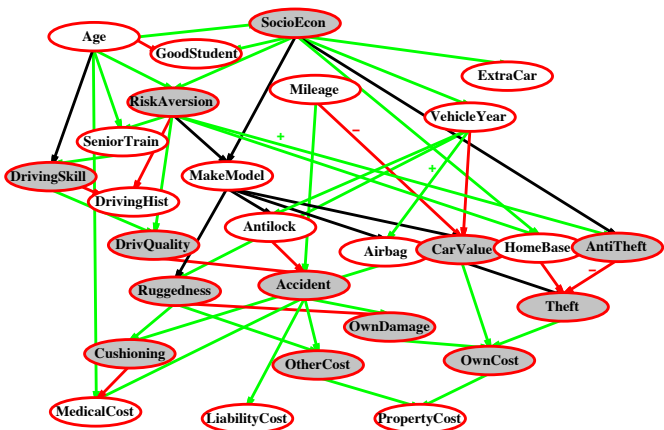 SocioEcon
Age
GoodStudent
ExtraCar
Mileage
RiskAversion
VehicleYear
+
−
SeniorTrain
+
DrivingSkill
MakeModel
DrivingHist
Antilock
DrivQuality
Airbag
CarValue
HomeBase
AntiTheft
−
Ruggedness
Accident
Theft
OwnDamage
Cushioning
OtherCost
OwnCost
MedicalCost
LiabilityCost
PropertyCost